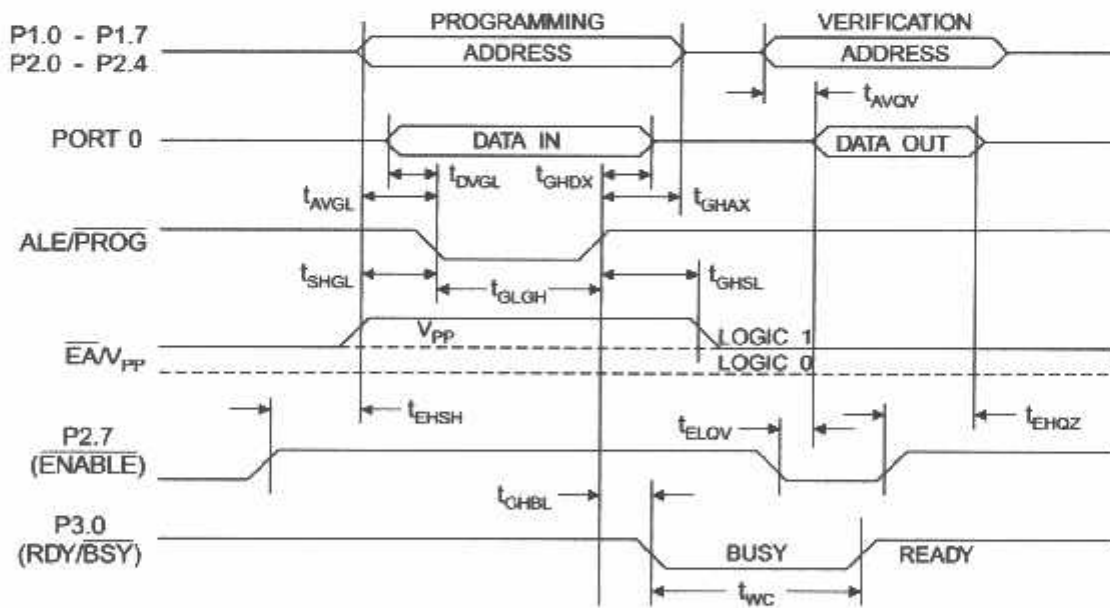 PROGRAMMING VERIFICATION
P1.0 - P1.7
P2.0 - P2.4
ADDRESS ADDRESS
tAVQV
PORT 0 DATA IN DATA OUT
tDVGL tGHDX
tAVGL tGHAX
ALE/PROG
tSHGL tGLGH tGHSL
VPP LOGIC 1
EA/VPP LOGIC 0
tEHSH tELQV tEHQZ
P2.7
(ENABLE)
tGHBL
P3.0
(RDY/BSY) BUSY READY
tWC